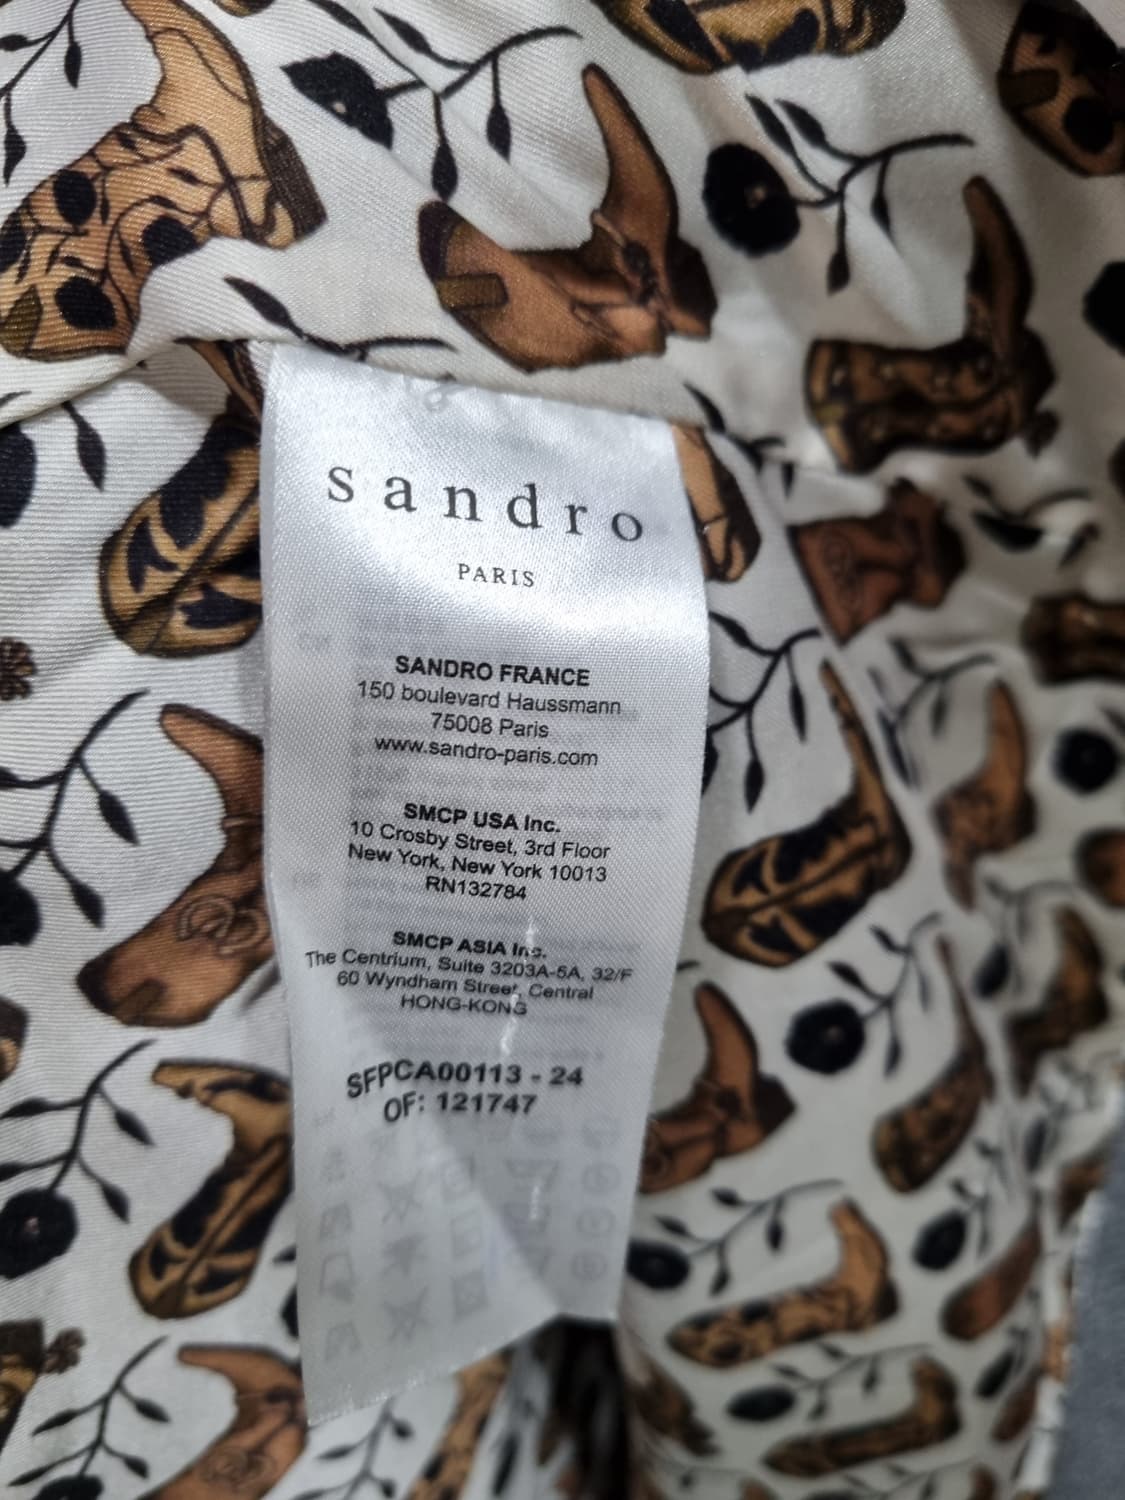 sandro
PARIS
SANDRO FRANCE
150 boulevard Haussmann
75008 Paris
www.sandro-paris.com
SMCP USA Inc.
10 Crosby Street, 3rd Floor
New York, New York 10013
RN132784
SMCP ASIA Inc.
The Centrium, Suite 3203A-5A, 32/F
60 Wyndham Street, Central
HONG-KONG
SFPCA00113 - 24
OF: 121747